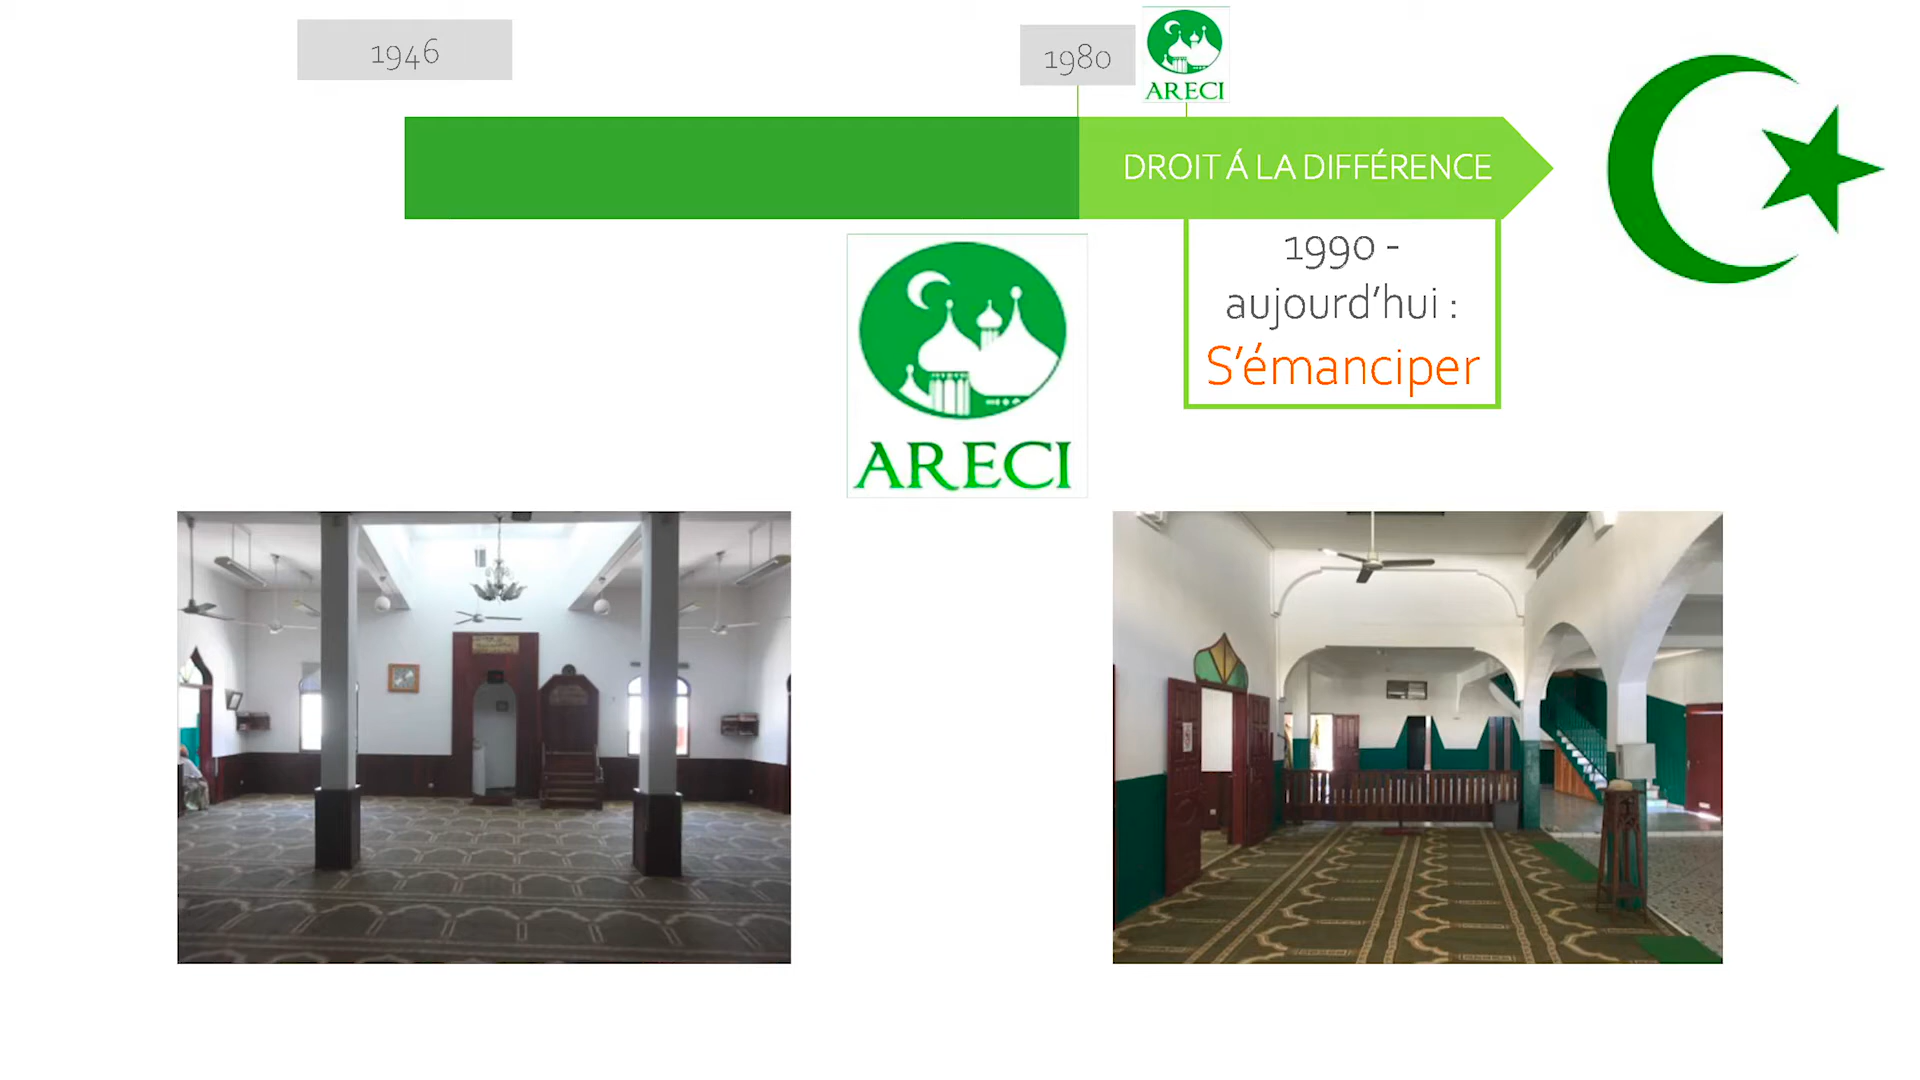 1946
1980
ARECI
DROIT Á LA DIFFÉRENCE
1990 -
aujourd’hui :
S’émanciper
ARECI